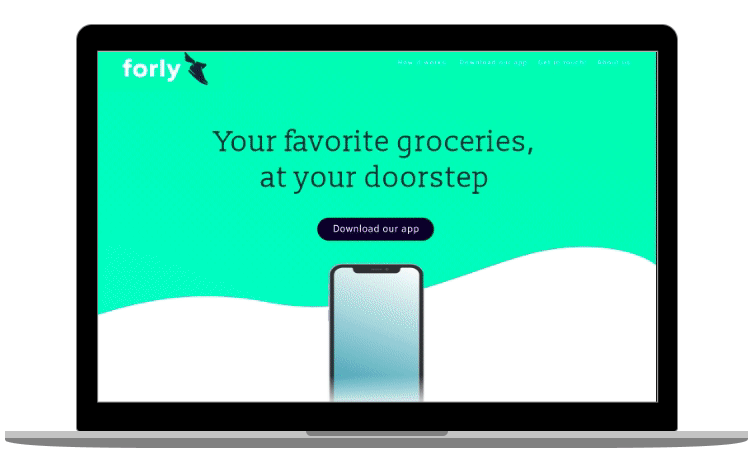 forly
How it works Download our app Get in touch About us
Your favorite groceries,
at your doorstep
Download our app